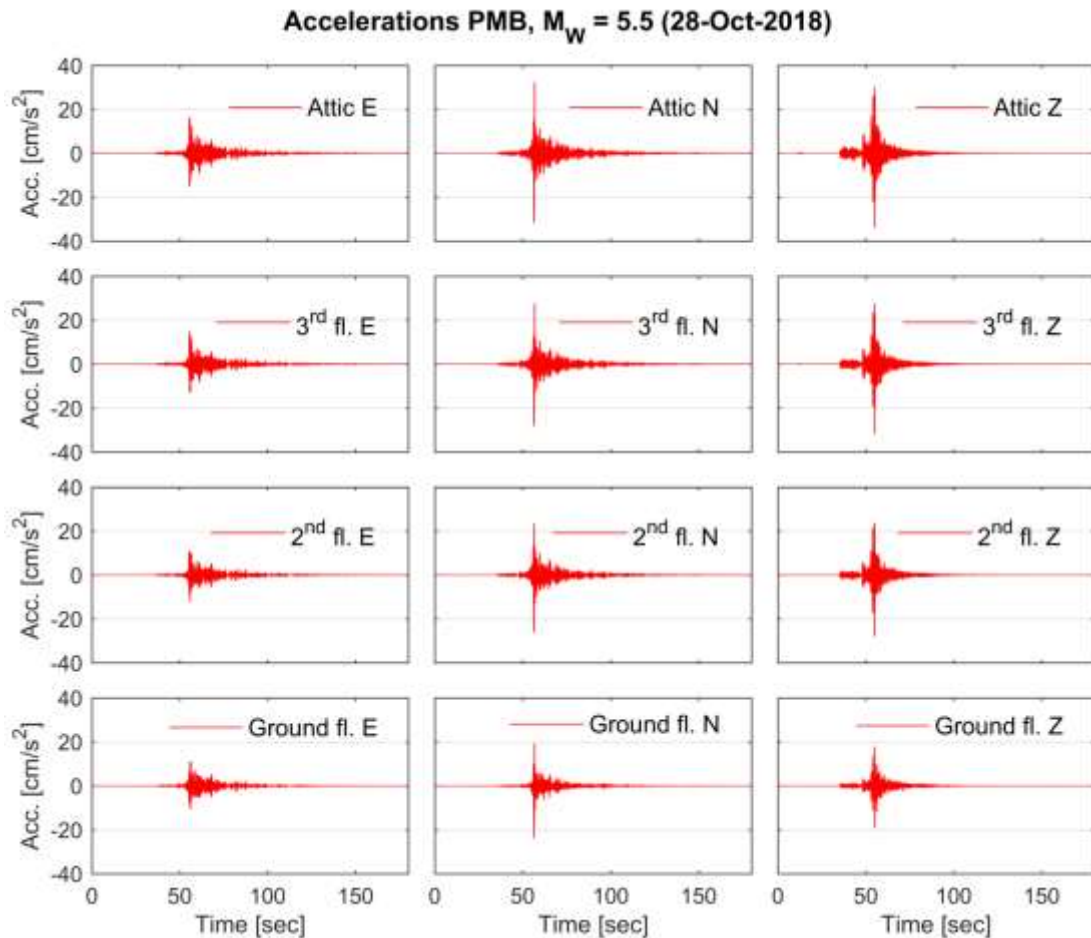 Accelerations PMB, M_W = 5.5 (28-Oct-2018)
Acc. [cm/s²]
40
20
0
-20
-40
Attic E
Attic N
Attic Z
Acc. [cm/s²]
40
20
0
-20
-40
3rd fl. E
3rd fl. N
3rd fl. Z
Acc. [cm/s²]
40
20
0
-20
-40
2nd fl. E
2nd fl. N
2nd fl. Z
Acc. [cm/s²]
40
20
0
-20
-40
Ground fl. E
Ground fl. N
Ground fl. Z
0 50 100 150
0 50 100 150
0 50 100 150
Time [sec]
Time [sec]
Time [sec]